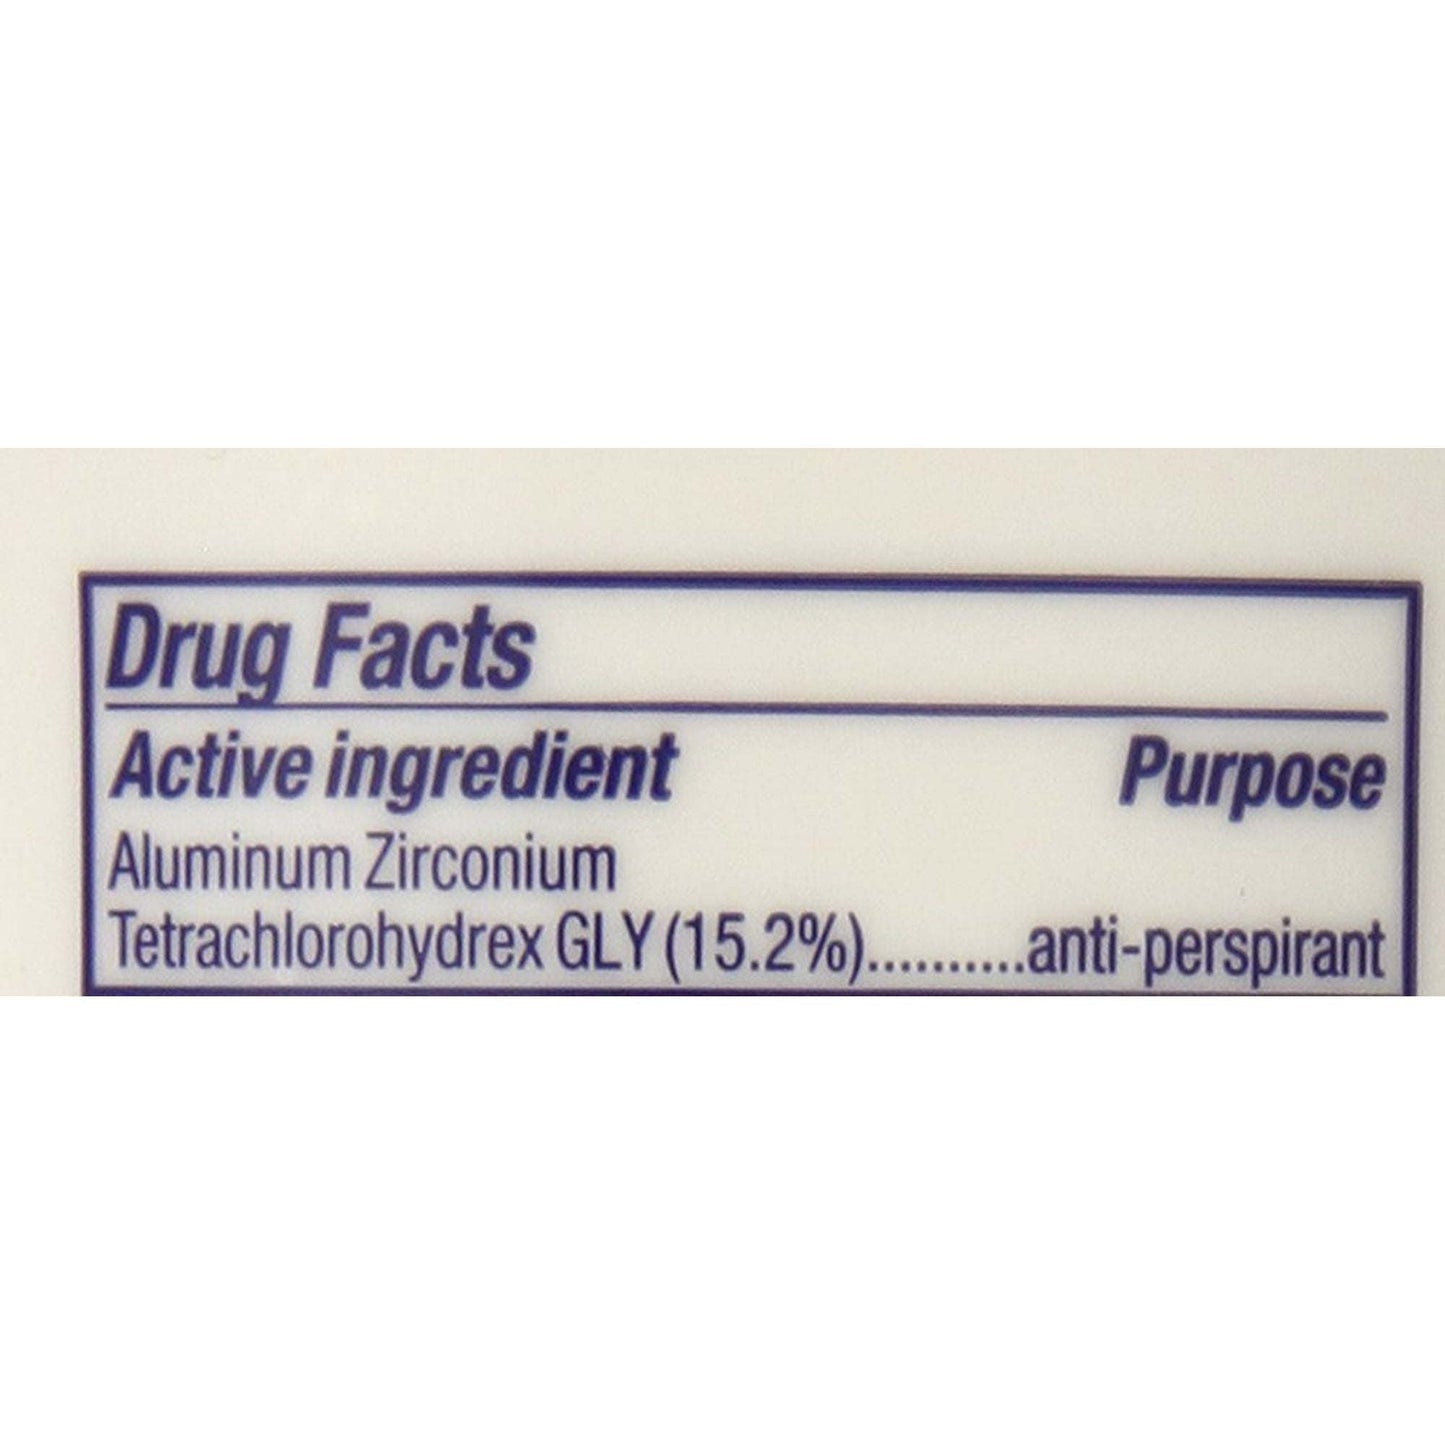 Drug Facts
Active ingredient Purpose
Aluminum Zirconium
Tetrachlorohydrex GLY (15.2%)..........anti-perspirant